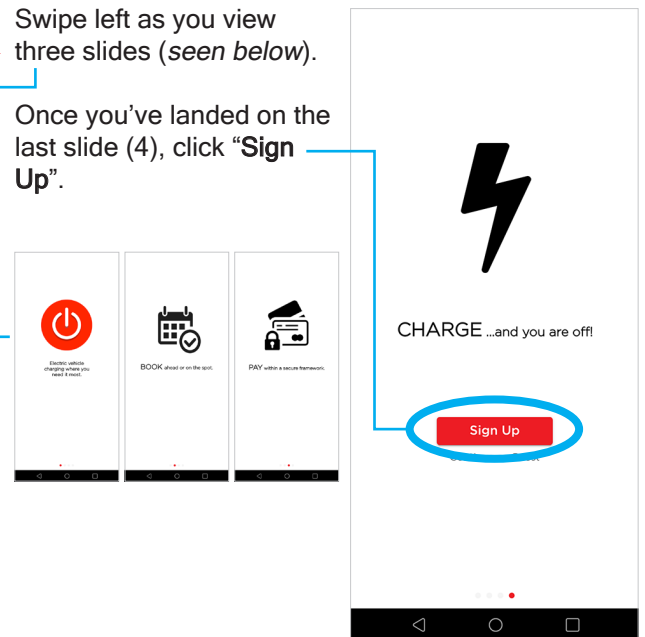 Swipe left as you view
three slides (seen below).
Once you've landed on the
last slide (4), click “Sign
Up”.
Electric vehicle
charging where you
need it most.
BOOK ahead or on the spot.
PAY within a secure framework.
CHARGE ...and you are off!
Sign Up